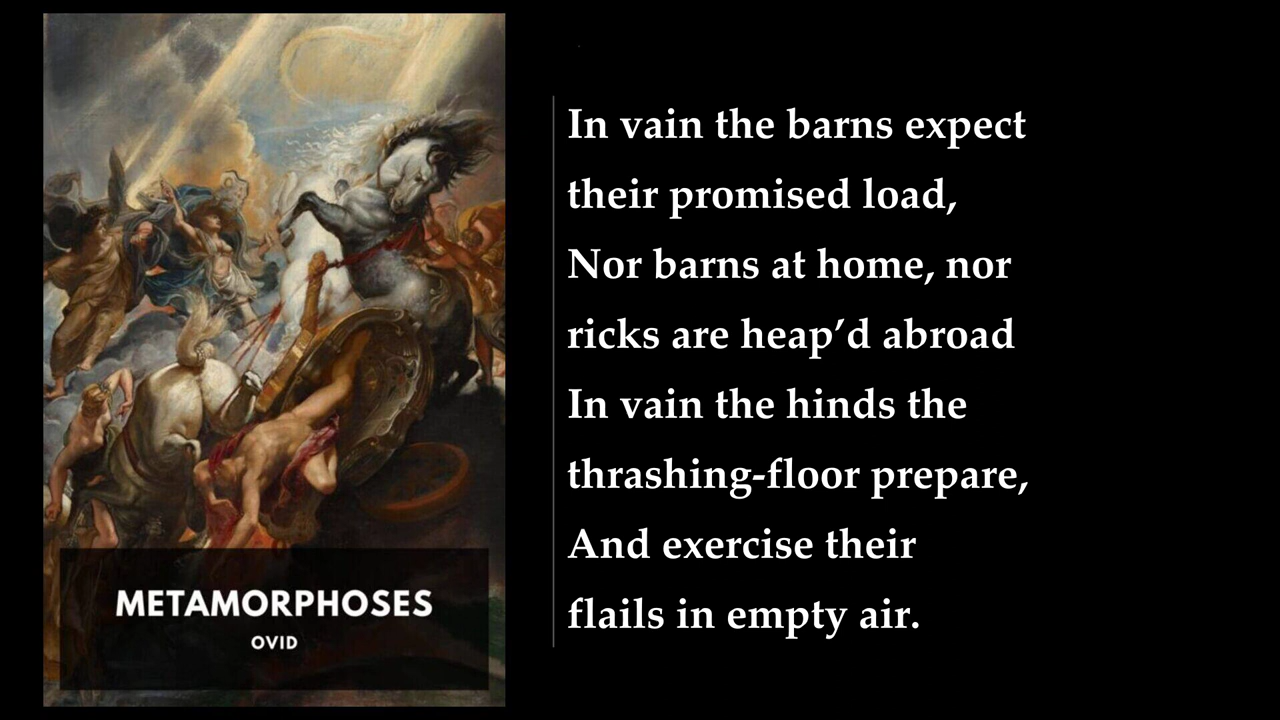 METAMORPHOSES
OVID
In vain the barns expect
their promised load,
Nor barns at home, nor
ricks are heap’d abroad
In vain the hinds the
thrashing-floor prepare,
And exercise their
flails in empty air.